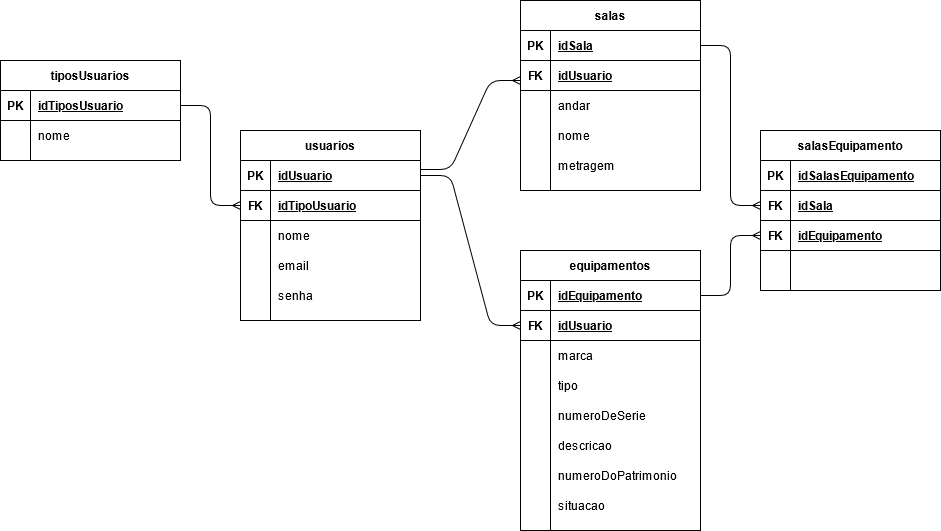 tiposUsuarios
PK idTiposUsuario
nome
usuarios
PK idUsuario
FK idTipoUsuario
nome
email
senha
salas
PK idSala
FK idUsuario
andar
nome
metragem
equipamentos
PK idEquipamento
FK idUsuario
marca
tipo
numeroDeSerie
descricao
numeroDoPatrimonio
situacao
salasEquipamento
PK idSalasEquipamento
FK idSala
FK idEquipamento